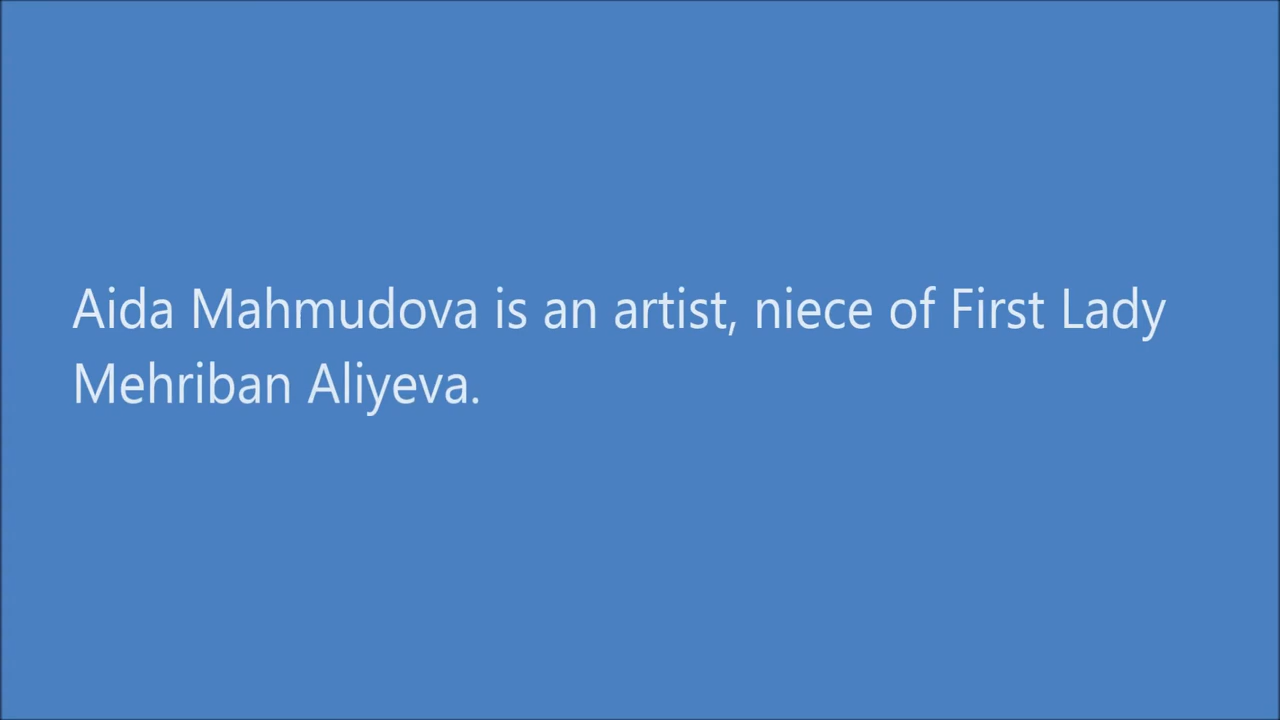 Aida Mahmudova is an artist, niece of First Lady
Mehriban Aliyeva.